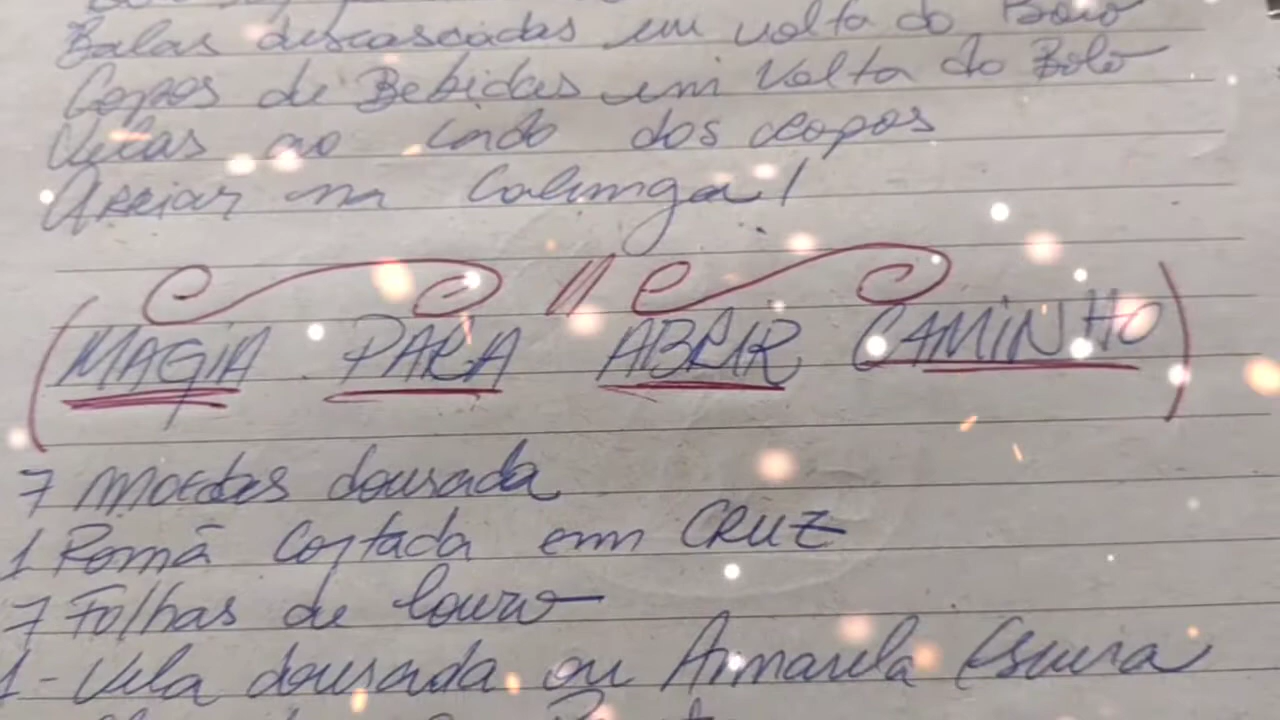 Balas descascadas em volta do Bolo
Copos de Bebidas em Volta do Bolo
Velas ao lado dos copos
Arriar na Calunga!
(MAGIA PARA ABRIR CAMINHO)
7 moedas dourada
1 Romã Cortada em CRUZ
7 Folhas de louro
1 - Vela dourada ou Amarela Escura